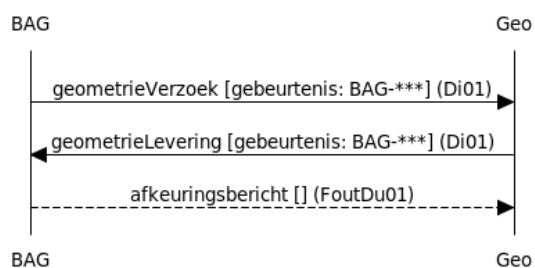 BAG Geo
geometrieVerzoek [gebeurtenis: BAG-***] (Di01)
geometrieLevering [gebeurtenis: BAG-***] (Di01)
afkeuringsbericht [] (FoutDu01)
BAG Geo